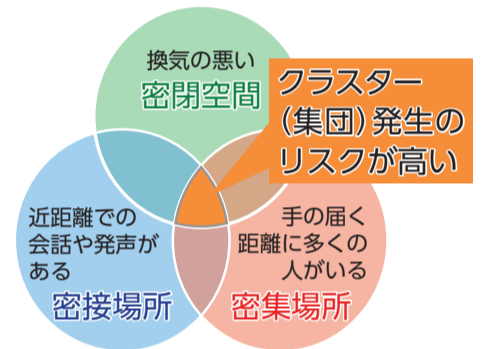 換気の悪い
密閉空間
クラスター
（集団）発生の
リスクが高い
近距離での
会話や発声が
ある
密接場所
手の届く
距離に多くの
人がいる
密集場所